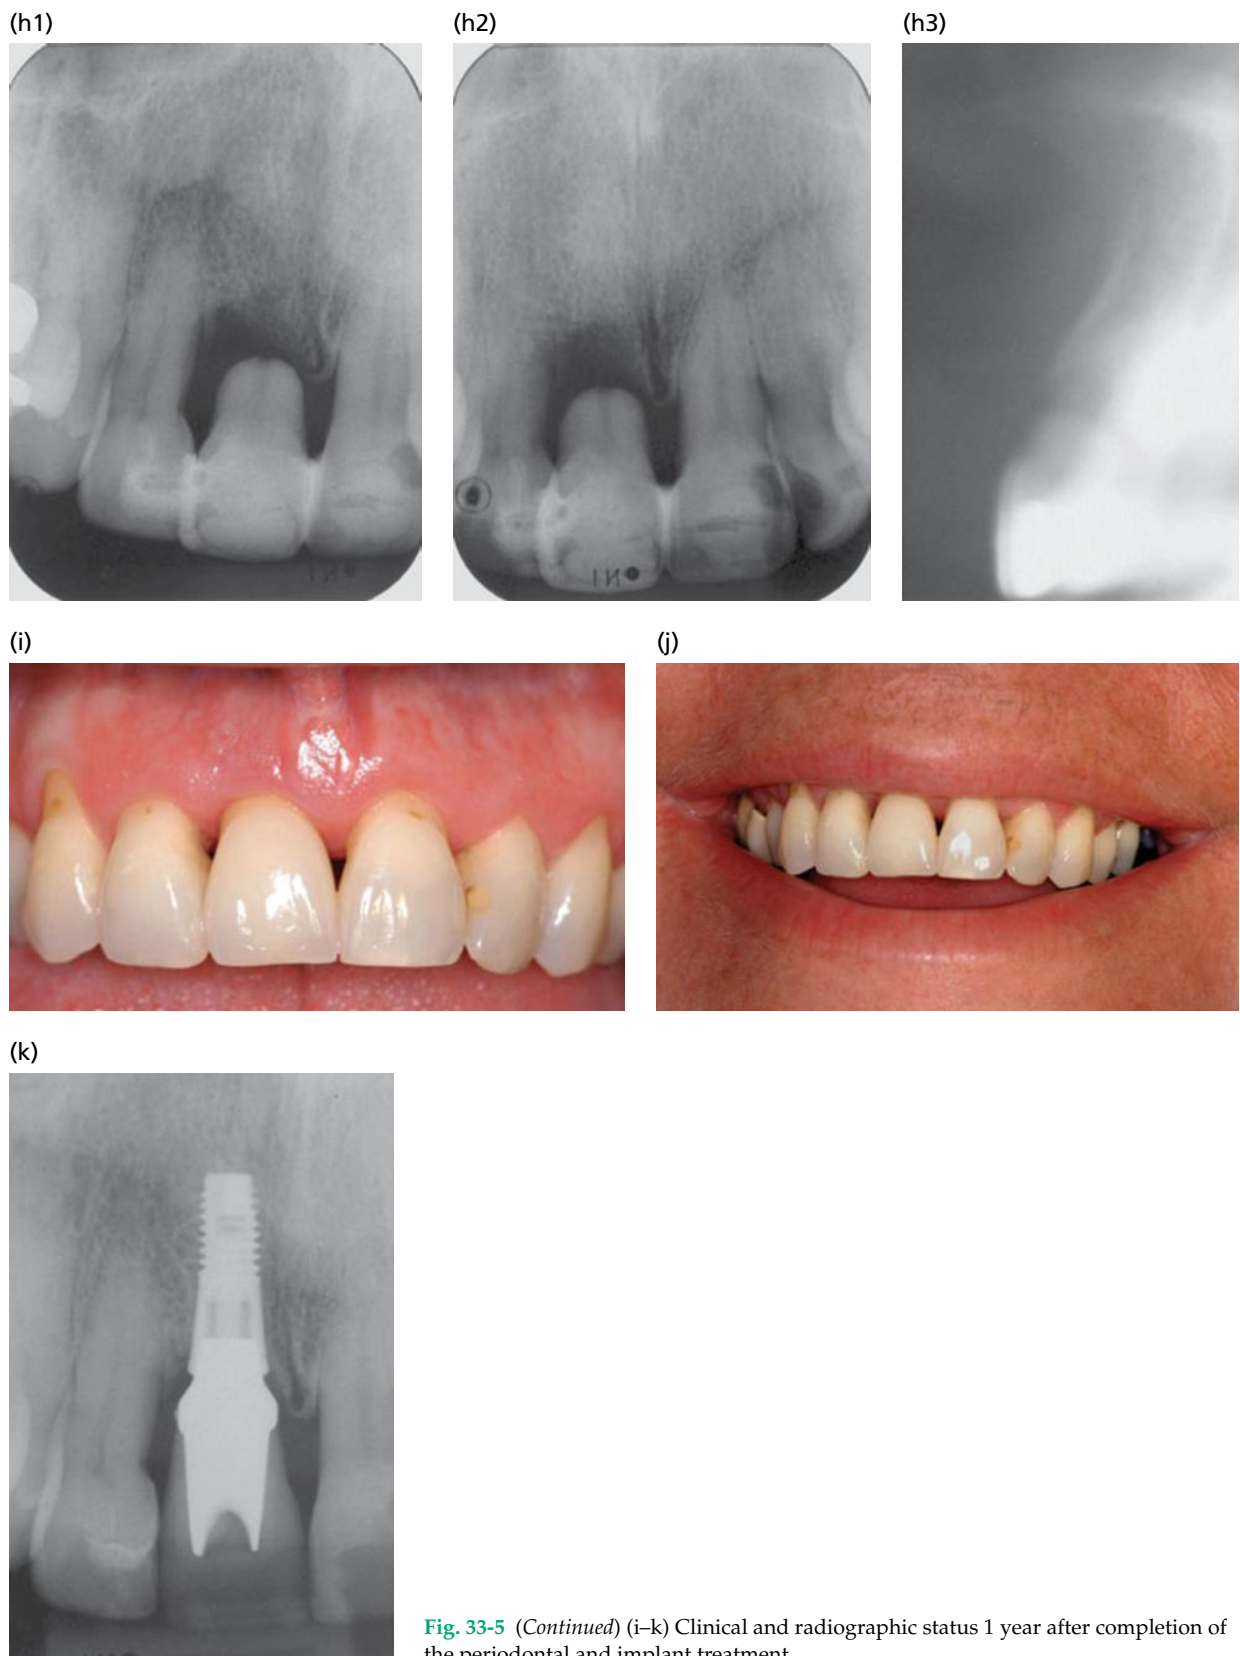 (h1)
(h2)
(h3)
(i)
(j)
(k)
Fig. 33-5 (Continued) (i–k) Clinical and radiographic status 1 year after completion of
the periodontal and implant treatment.